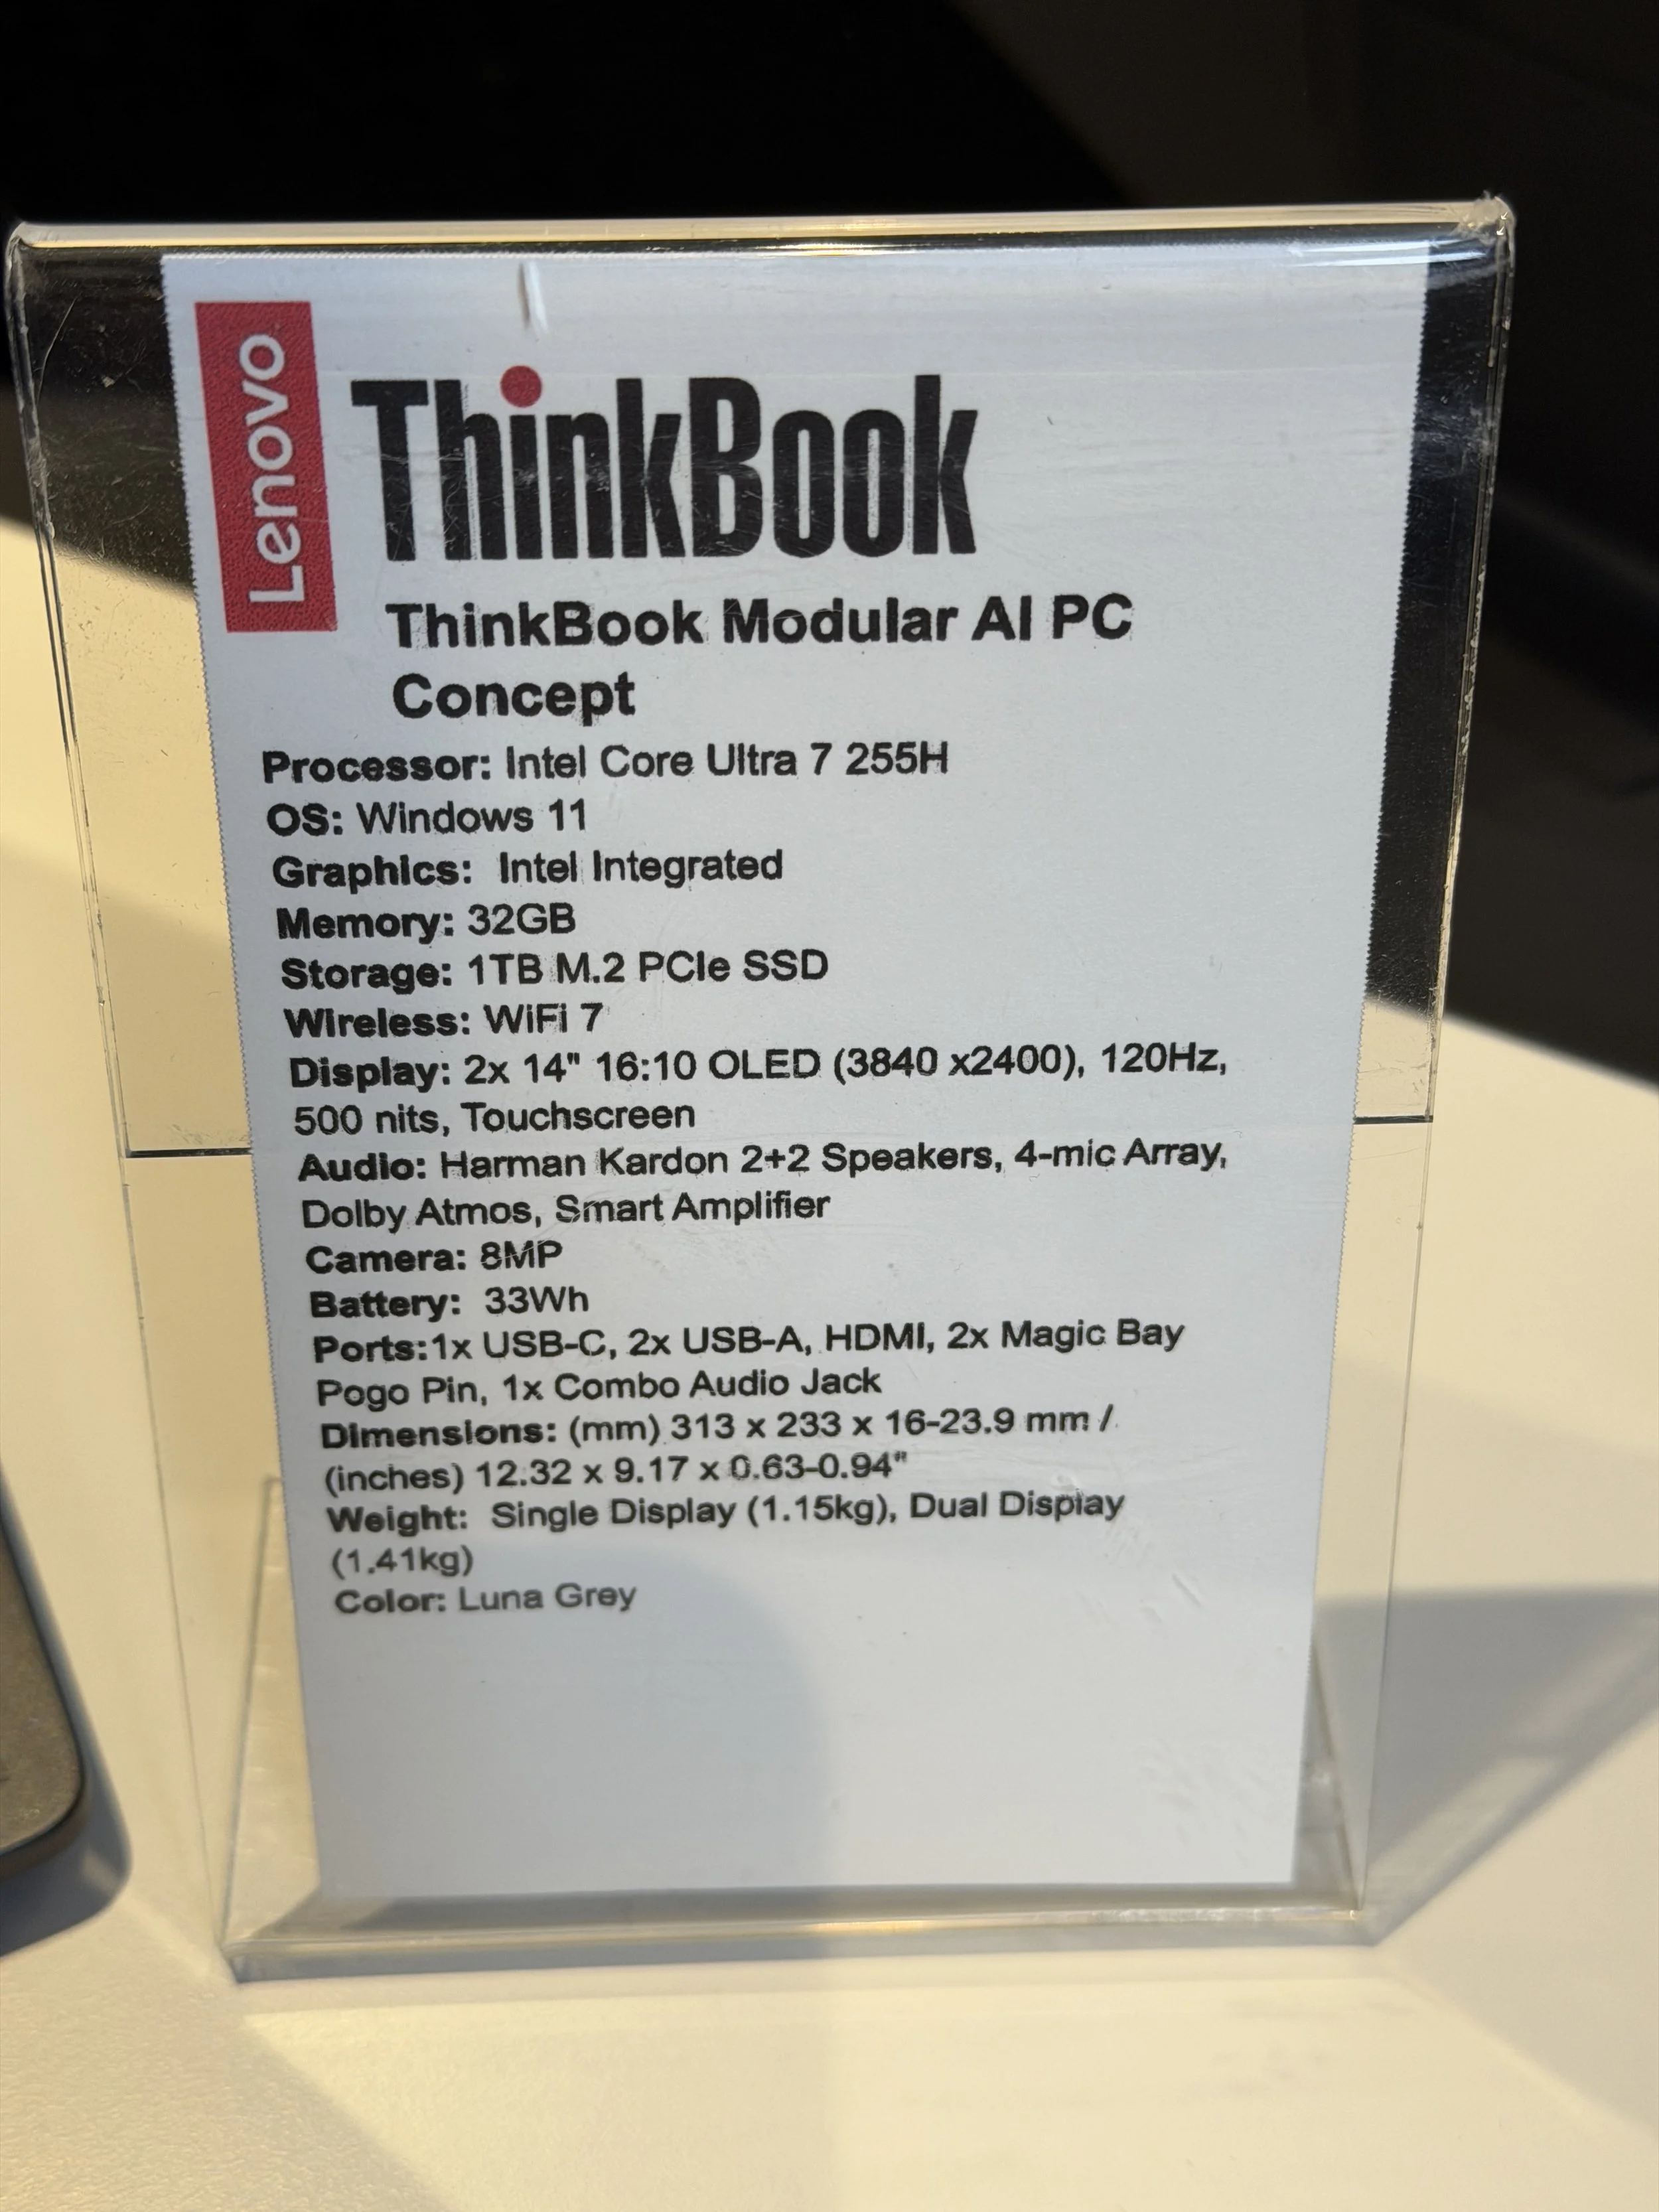 Lenovo
ThinkBook
ThinkBook Modular AI PC
Concept
Processor: Intel Core Ultra 7 255H
OS: Windows 11
Graphics: Intel Integrated
Memory: 32GB
Storage: 1TB M.2 PCIe SSD
Wireless: WiFi 7
Display: 2x 14" 16:10 OLED (3840 x2400), 120Hz,
500 nits, Touchscreen
Audio: Harman Kardon 2+2 Speakers, 4-mic Array,
Dolby Atmos, Smart Amplifier
Camera: 8MP
Battery: 33Wh
Ports:1x USB-C, 2x USB-A, HDMI, 2x Magic Bay
Pogo Pin, 1x Combo Audio Jack
Dimensions: (mm) 313 x 233 x 16-23.9 mm /
(inches) 12.32 x 9.17 x 0.63-0.94"
Weight: Single Display (1.15kg), Dual Display
(1.41kg)
Color: Luna Grey